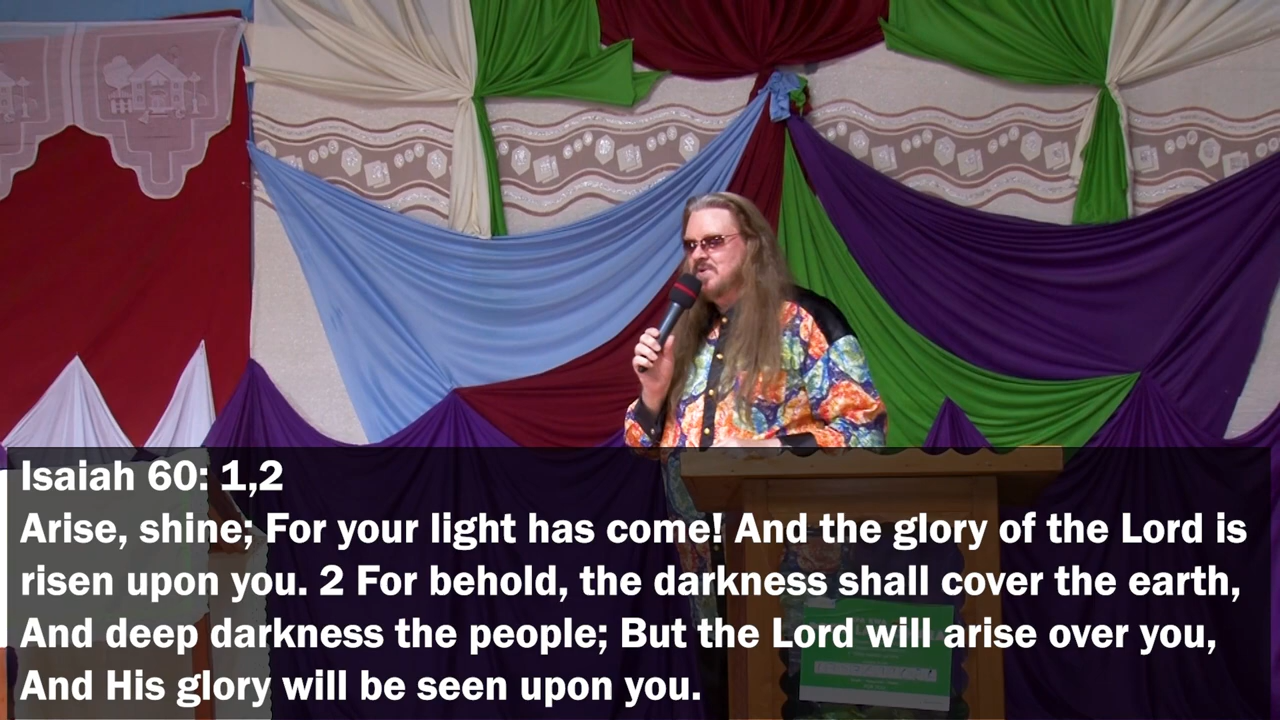 Isaiah 60: 1,2
Arise, shine; For your light has come! And the glory of the Lord is
risen upon you. 2 For behold, the darkness shall cover the earth,
And deep darkness the people; But the Lord will arise over you,
And His glory will be seen upon you.